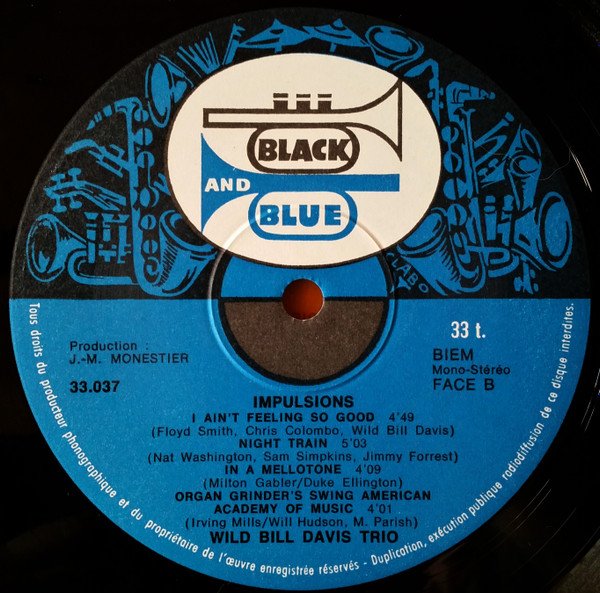 BLACK
AND
BLUE
LABO
33 t.
Production :
J.-M. MONESTIER
BIEM
Mono-Stéréo
33.037
FACE B
IMPULSIONS
I AIN'T FEELING SO GOOD 4'49
(Floyd Smith, Chris Colombo, Wild Bill Davis)
NIGHT TRAIN 5'03
(Nat Washington, Sam Simpkins, Jimmy Forrest)
IN A MELLOTONE 4'09
(Milton Gabler/Duke Ellington)
ORGAN GRINDER'S SWING AMERICAN
ACADEMY OF MUSIC 4'01
(Irving Mills/Will Hudson, M. Parish)
WILD BILL DAVIS TRIO
Tous droits du producteur phonographique et du propriétaire de l'œuvre enregistrée réservés - Duplication, exécution publique radiodiffusion de ce disque interdites.